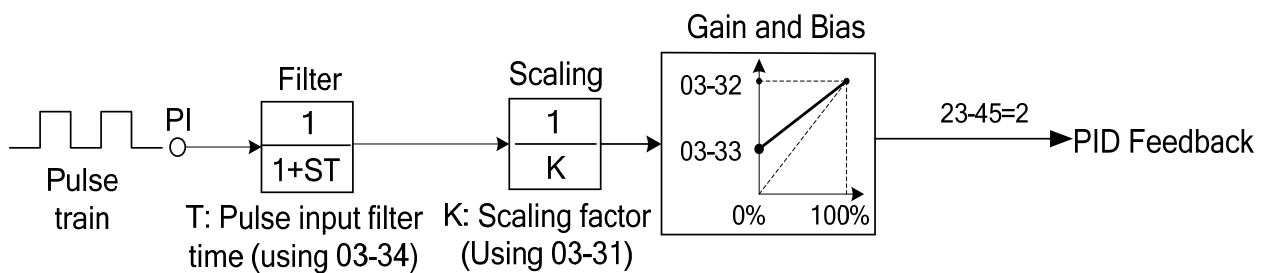 Gain and Bias
Filter
Scaling
PI
1
1+ST
1
K
03-32
03-33
0%
100%
23-45=2
PID Feedback
Pulse
train
T: Pulse input filter
time (using 03-34)
K: Scaling factor
(Using 03-31)